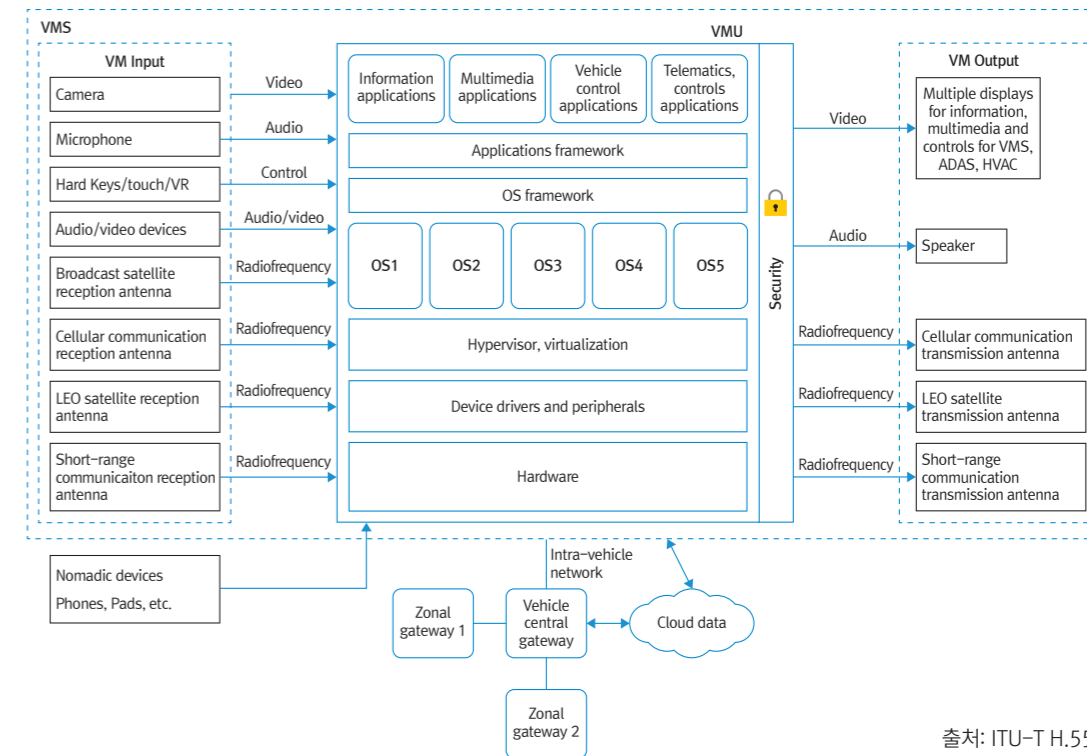 VMS
VMU
VM Input
Camera
Microphone
Hard Keys/touch/VR
Audio/video devices
Broadcast satellite
reception antenna
Cellular communication
reception antenna
LEO satellite reception
antenna
Short-range
communicaiton reception
antenna
Video
Audio
Control
Audio/video
Radiofrequency
Radiofrequency
Radiofrequency
Radiofrequency
Information
applications
Multimedia
applications
Vehicle
control
applications
Telematics,
controls
applications
Applications framework
OS framework
OS1
OS2
OS3
OS4
OS5
Hypervisor, virtualization
Device drivers and peripherals
Hardware
Security
Video
Audio
Radiofrequency
Radiofrequency
Radiofrequency
VM Output
Multiple displays
for information,
multimedia and
controls for VMS,
ADAS, HVAC
Speaker
Cellular communication
transmission antenna
LEO satellite
transmission antenna
Short-range
communication
transmission antenna
Nomadic devices
Phones, Pads, etc.
Intra-vehicle
network
Zonal
gateway 1
Vehicle
central
gateway
Cloud data
Zonal
gateway 2
출처: ITU-T H.55